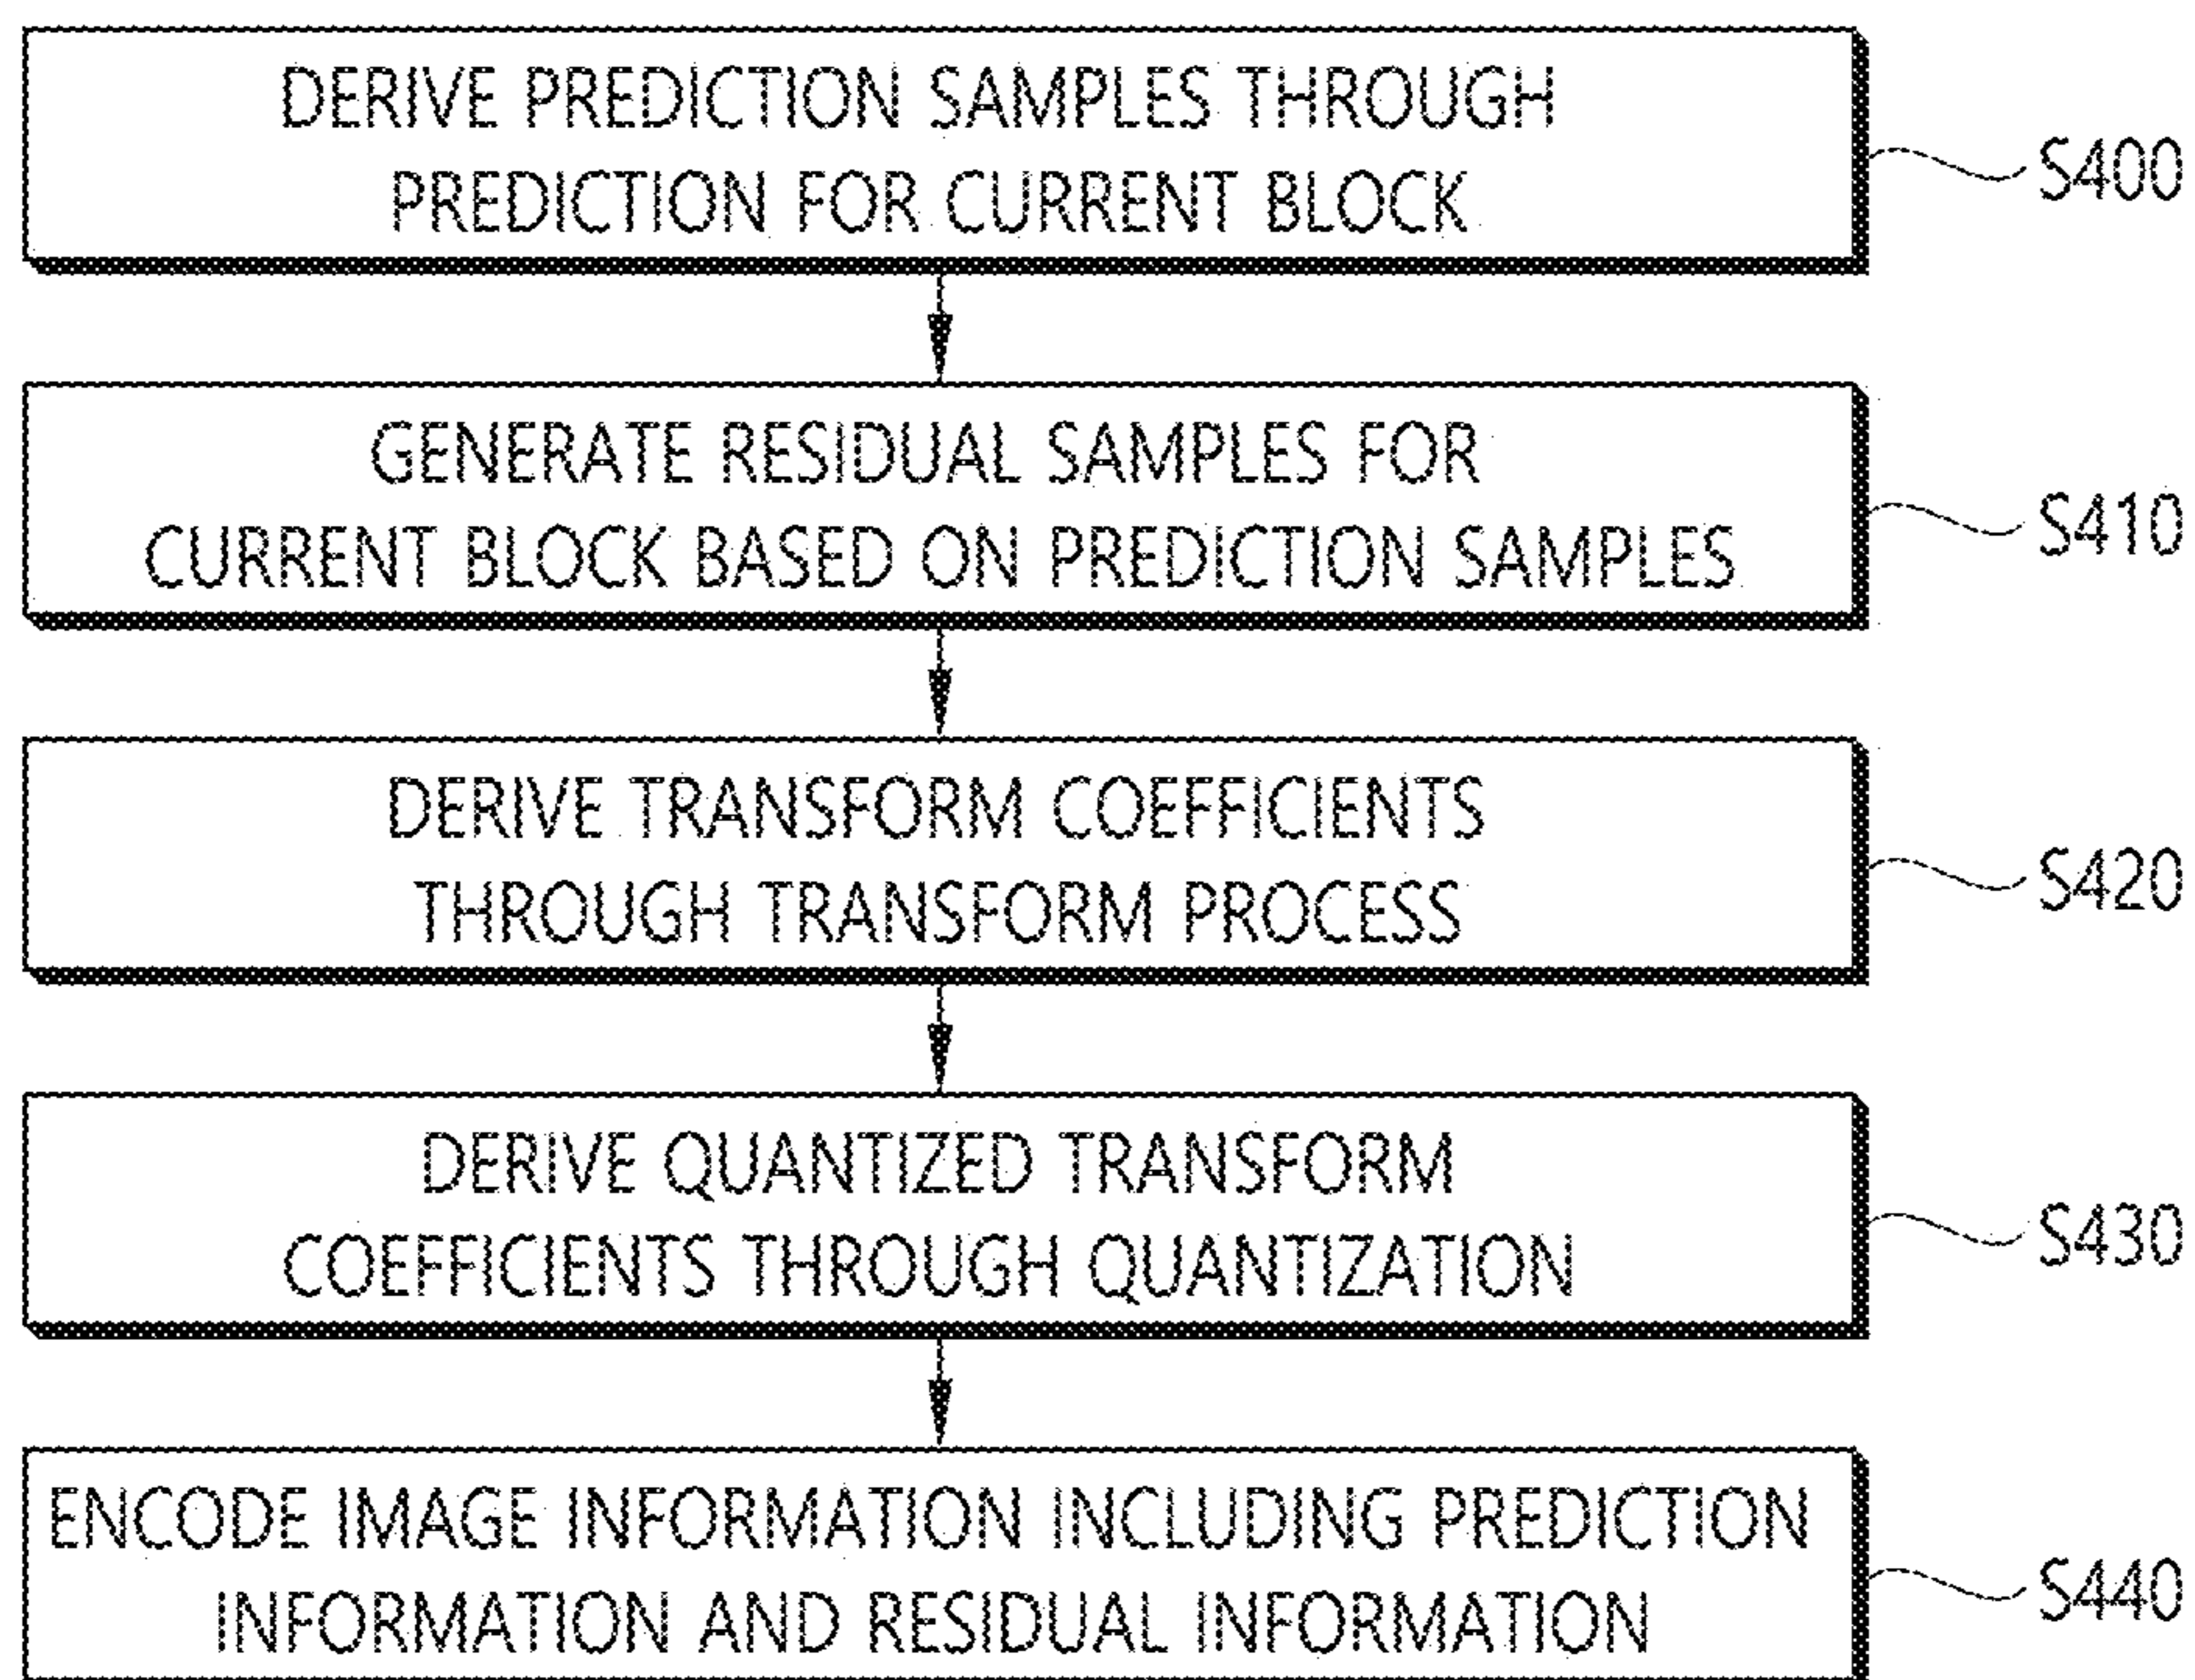 DERIVE PREDICTION SAMPLES THROUGH
PREDICTION FOR CURRENT BLOCK
S400
GENERATE RESIDUAL SAMPLES FOR
CURRENT BLOCK BASED ON PREDICTION SAMPLES
S410
DERIVE TRANSFORM COEFFICIENTS
THROUGH TRANSFORM PROCESS
S420
DERIVE QUANTIZED TRANSFORM
COEFFICIENTS THROUGH QUANTIZATION
S430
ENCODE IMAGE INFORMATION INCLUDING PREDICTION
INFORMATION AND RESIDUAL INFORMATION
S440